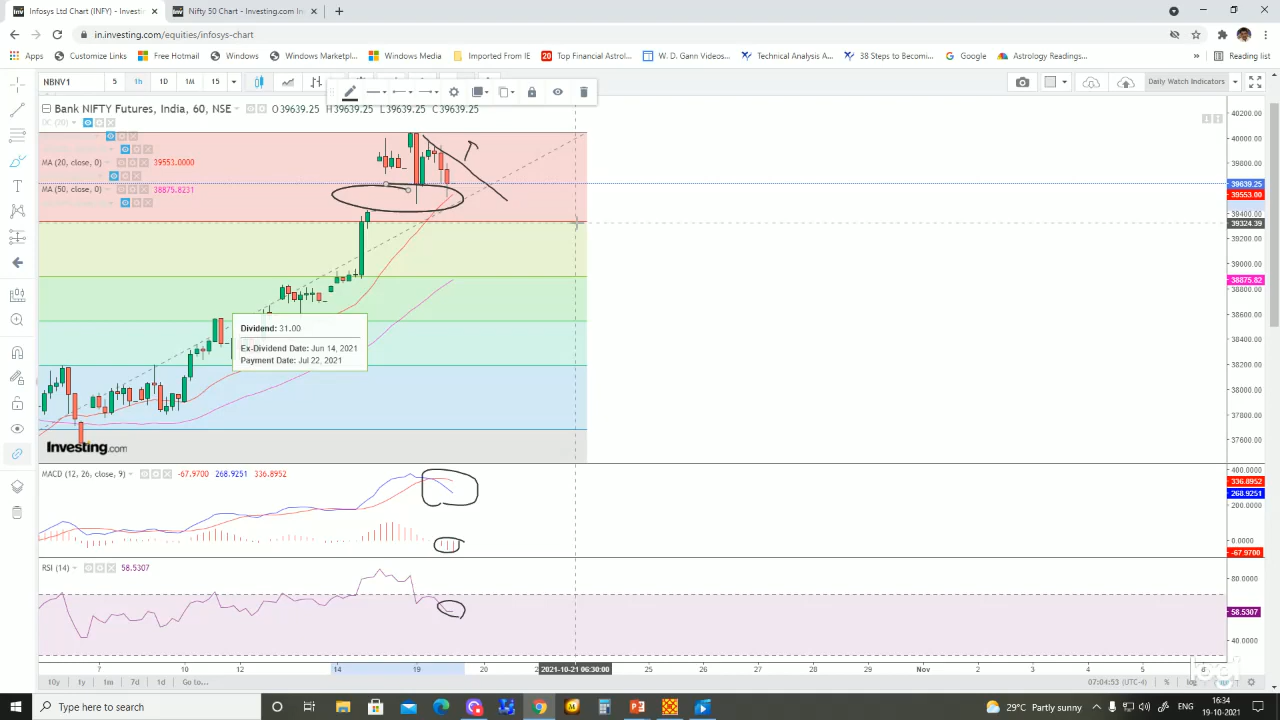 Infosys Ltd Chart (INFY) - Investi
Nifty 50 Chart - Investing.com In
in.investing.com/equities/infosys-chart
Apps Customize Links Free Hotmail Windows Windows Marketpl... Windows Media Imported From IE Top Financial Astrol... W. D. Gann Videos... Technical Analysis A... 38 Steps to Becomin... Google Astrology Readings... Reading list
NBNV1 5 1h 1D 1M 15 Daily Watch Indicators
Bank NIFTY Futures, India, 60, NSE O39639.25 H39639.25 L39639.25 C39639.25
DC (20)
MA (20, close, 0) 39553.0000
MA (50, close, 0) 38875.8231
40200.00
40000.00
39800.00
39639.25
39553.00
39400.00
39324.39
39200.00
39000.00
38875.82
38800.00
38600.00
38400.00
38200.00
38000.00
37800.00
37600.00
Dividend: 31.00
Ex-Dividend Date: Jun 14, 2021
Payment Date: Jul 22, 2021
Investing.com
MACD (12, 26, close, 9) -67.9700 268.9251 336.8952
400.0000
336.8952
268.9251
200.0000
0.0000
-67.9700
RSI (14) 58.5307
80.0000
58.5307
40.0000
7 10 12 14 19 20 2021-10-21 06:30:00 25 26 27 28 29 Nov 2 3 4 5
10y 1y 1m 7d 1d Go to... 07:04:53 (UTC-4) % log
Type here to search 29°C Partly sunny ENG 16:34
19-10-2021